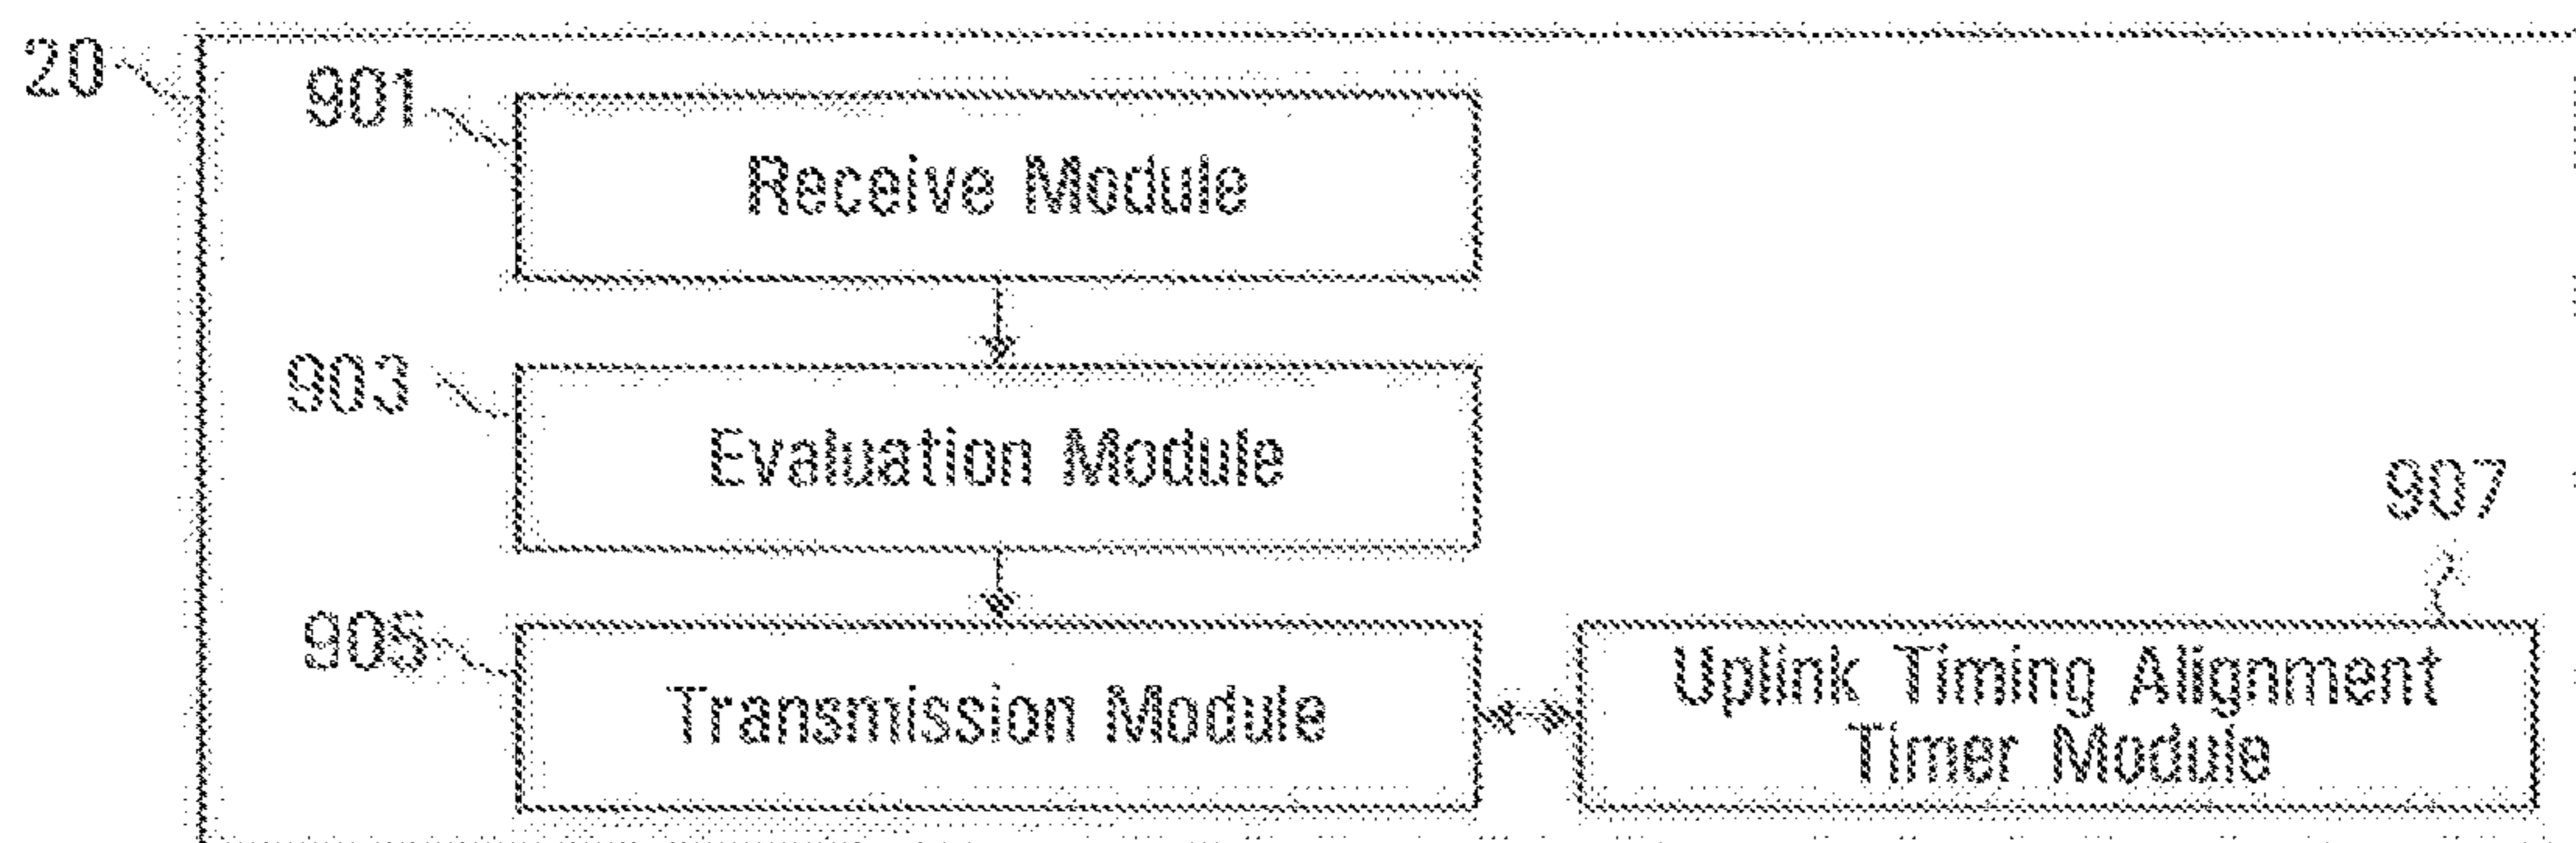 20
901
Receive Module
903
Evaluation Module
907
905
Transmission Module
Uplink Timing Alignment
Timer Module